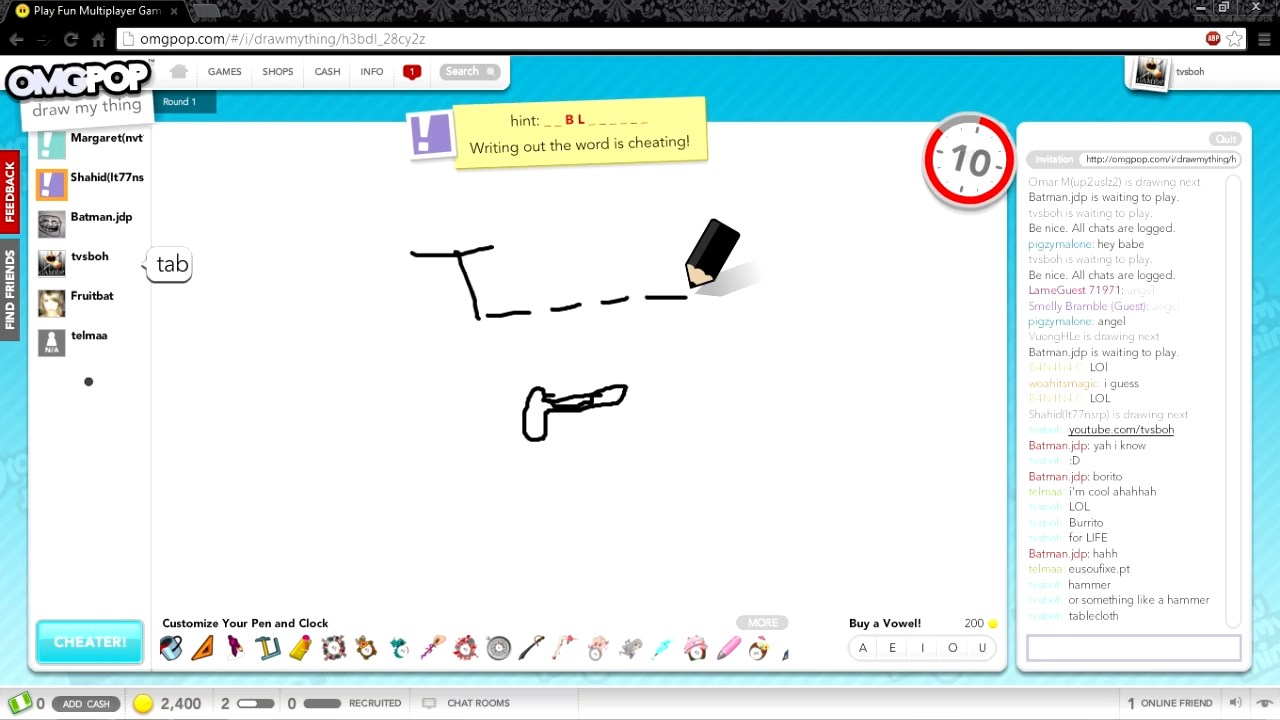 Play Fun Multiplayer Gam
omgpop.com/#/i/drawmything/h3bdl_28cy2z
ABP
OMGPOP
GAMES SHOPS CASH INFO 1 Search
tvsboh
draw my thing
Round 1
hint: _ _ B L _ _ _ _ _ _
Writing out the word is cheating!
10
Quit
Invitation http://omgpop.com/i/drawmything/h
FEEDBACK
FIND FRIENDS
Margaret(nvt
Shahid(lt77ns
Batman.jdp
tvsboh
tab
Fruitbat
telmaa
N/A
Omar M(up2uslz2) is drawing next
Batman.jdp is waiting to play.
tvsboh is waiting to play.
Be nice. All chats are logged.
pigzymalone: hey babe
tvsboh is waiting to play.
Be nice. All chats are logged.
LameGuest 71971: angel
Smelly Bramble (Guest): angel
pigzymalone: angel
VuongHLe is drawing next
Batman.jdp is waiting to play.
B4N4N4 C: LOl
woahitsmagic: i guess
B4N4N4 C: LOL
Shahid(lt77nsrp) is drawing next
tvsboh: youtube.com/tvsboh
Batman.jdp: yah i know
tvsboh: :D
Batman.jdp: borito
telmaa: i'm cool ahahhah
tvsboh: LOL
tvsboh: Burrito
tvsboh: for LIFE
Batman.jdp: hahh
telmaa: eusoufixe.pt
tvsboh: hammer
tvsboh: or something like a hammer
tvsboh: tablecloth
CHEATER!
Customize Your Pen and Clock
MORE
Buy a Vowel! 200
A E I O U
0 ADD CASH 2,400 2 0 RECRUITED CHAT ROOMS 1 ONLINE FRIEND